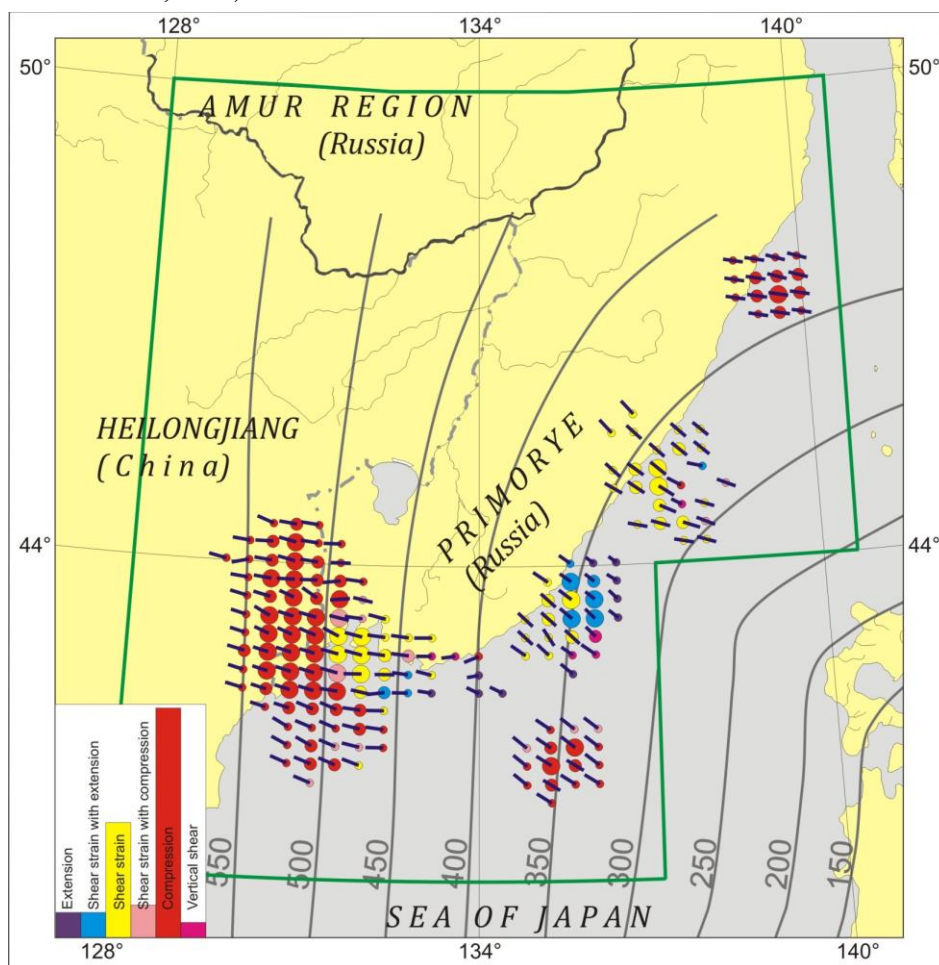 128°
134°
140°
50°
50°
AMUR REGION
(Russia)
HEILONGJIANG
(China)
PRIMORYE
(Russia)
44°
44°
Extension
Shear strain with extension
Shear strain
Shear strain with compression
Compression
Vertical shear
550
500
450
400
350
300
250
200
150
SEA OF JAPAN
128°
134°
140°